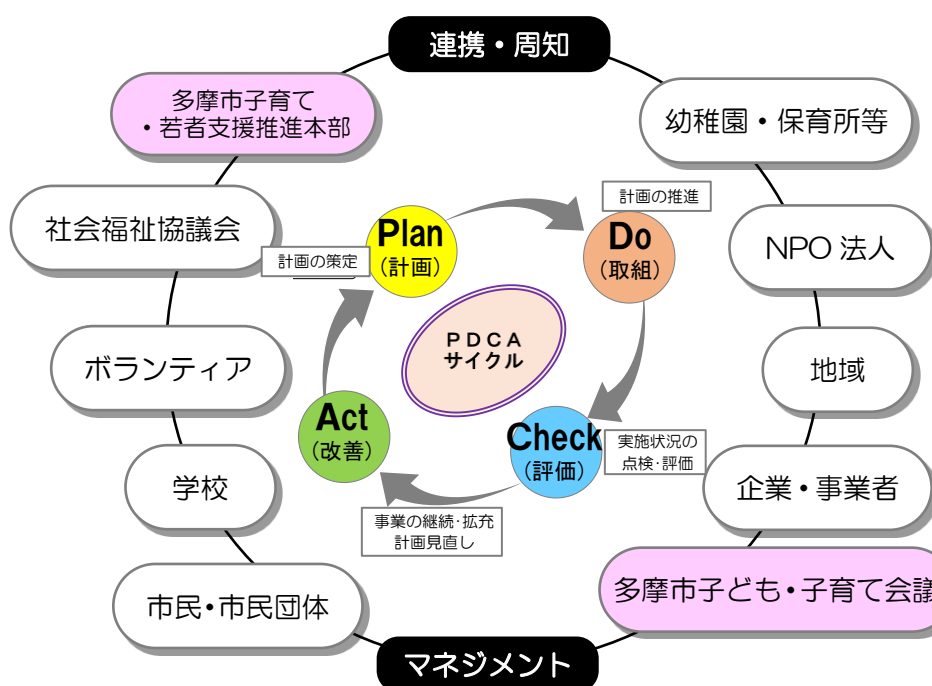 連携・周知
多摩市子育て
・若者支援推進本部
幼稚園・保育所等
社会福祉協議会
NPO 法人
ボランティア
地域
学校
企業・事業者
市民・市民団体
多摩市子ども・子育て会議
マネジメント
Plan
(計画)
計画の策定
計画の推進
Do
(取組)
PDCA
サイクル
Check
(評価)
実施状況の
点検・評価
Act
(改善)
事業の継続・拡充
計画見直し